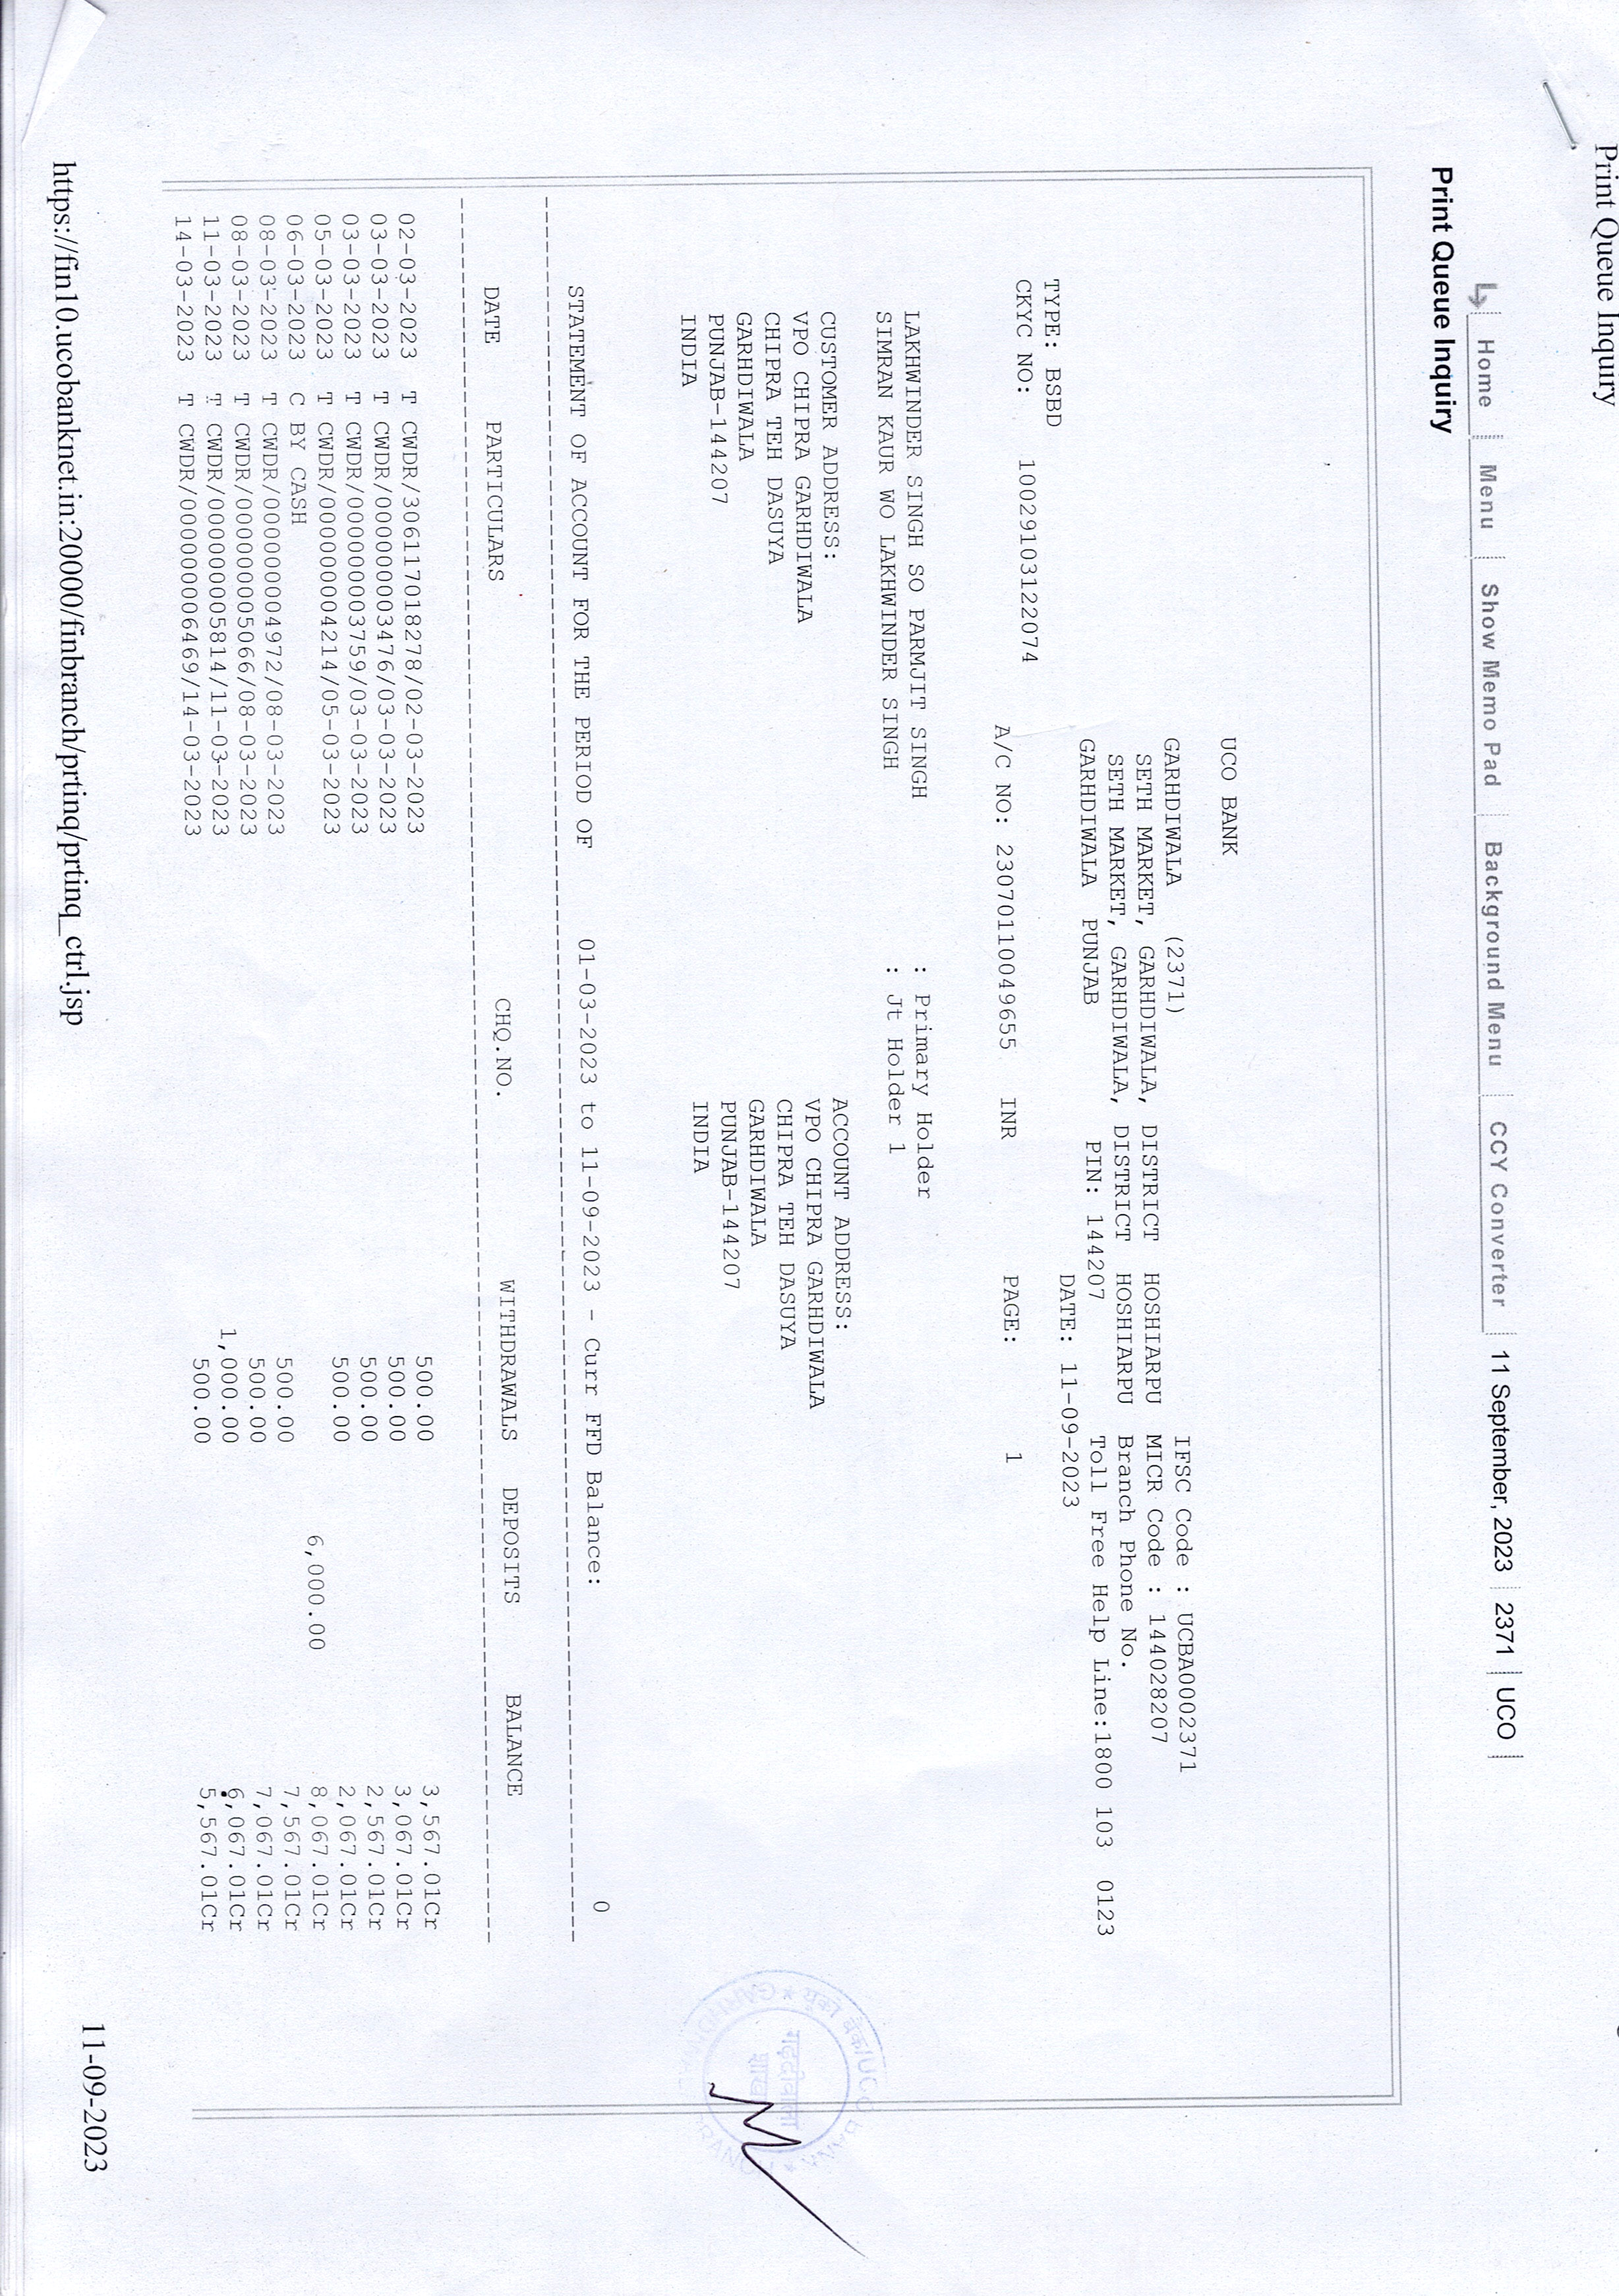 Print Queue Inquiry
Home Menu Show Memo Pad Background Menu CCY Converter 11 September, 2023 2371 UCO
Print Queue Inquiry
UCO BANK
GARHDIWALA (2371) IFSC Code : UCBA0002371
SETH MARKET, GARHDIWALA, DISTRICT HOSHIARPU MICR Code : 144028207
SETH MARKET, GARHDIWALA, DISTRICT HOSHIARPU Branch Phone No.
GARHDIWALA PUNJAB PIN: 144207 Toll Free Help Line:1800 103 0123
TYPE: BSBD DATE: 11-09-2023
CKYC NO: 10029103122074
A/C NO: 23070110049655 INR PAGE: 1
LAKHWINDER SINGH SO PARMJIT SINGH : Primary Holder
SIMRAN KAUR WO LAKHWINDER SINGH : Jt Holder 1
CUSTOMER ADDRESS: ACCOUNT ADDRESS:
VPO CHIPRA GARHDIWALA VPO CHIPRA GARHDIWALA
CHIPRA TEH DASUYA CHIPRA TEH DASUYA
GARHDIWALA GARHDIWALA
PUNJAB-144207 PUNJAB-144207
INDIA INDIA
यूको बैंक/UCO BANK
गढ़दीवाला
शाखा
STATEMENT OF ACCOUNT FOR THE PERIOD OF 01-03-2023 to 11-09-2023 - Curr FFD Balance: 0
DATE PARTICULARS CHQ.NO. WITHDRAWALS DEPOSITS BALANCE
02-03-2023 T CWDR/306117018278/02-03-2023 500.00 3,567.01Cr
03-03-2023 T CWDR/000000003476/03-03-2023 500.00 3,067.01Cr
03-03-2023 T CWDR/000000003759/03-03-2023 500.00 2,567.01Cr
05-03-2023 T CWDR/000000004214/05-03-2023 500.00 2,067.01Cr
06-03-2023 C BY CASH 6,000.00 8,067.01Cr
08-03-2023 T CWDR/000000004972/08-03-2023 500.00 7,567.01Cr
08-03-2023 T CWDR/000000005066/08-03-2023 500.00 7,067.01Cr
11-03-2023 T CWDR/000000005814/11-03-2023 1,000.00 6,067.01Cr
14-03-2023 T CWDR/000000006469/14-03-2023 500.00 5,567.01Cr
https://fin10.ucobanknet.in:20000/finbranch/prtinq/prtinq_ctrl.jsp 11-09-2023